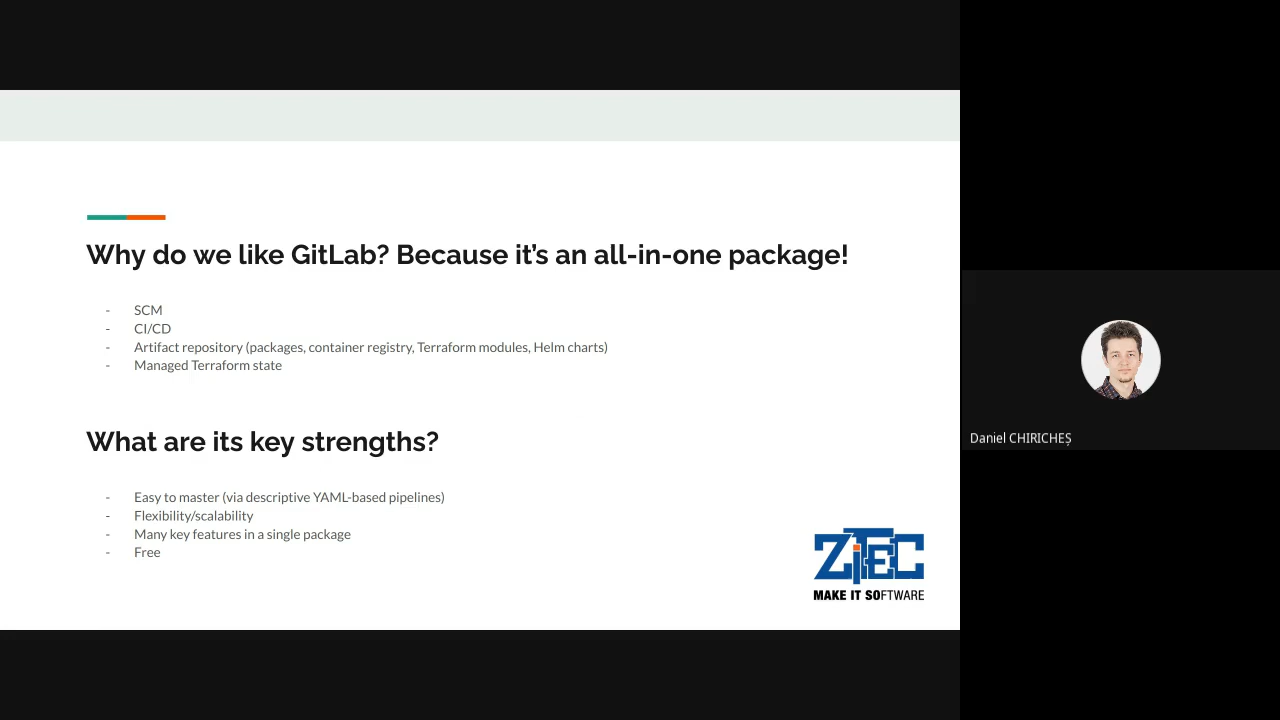 Why do we like GitLab? Because it's an all-in-one package!
- SCM
- CI/CD
- Artifact repository (packages, container registry, Terraform modules, Helm charts)
- Managed Terraform state
What are its key strengths?
- Easy to master (via descriptive YAML-based pipelines)
- Flexibility/scalability
- Many key features in a single package
- Free
ZiTEC
MAKE IT SOFTWARE
Daniel CHIRICHEȘ